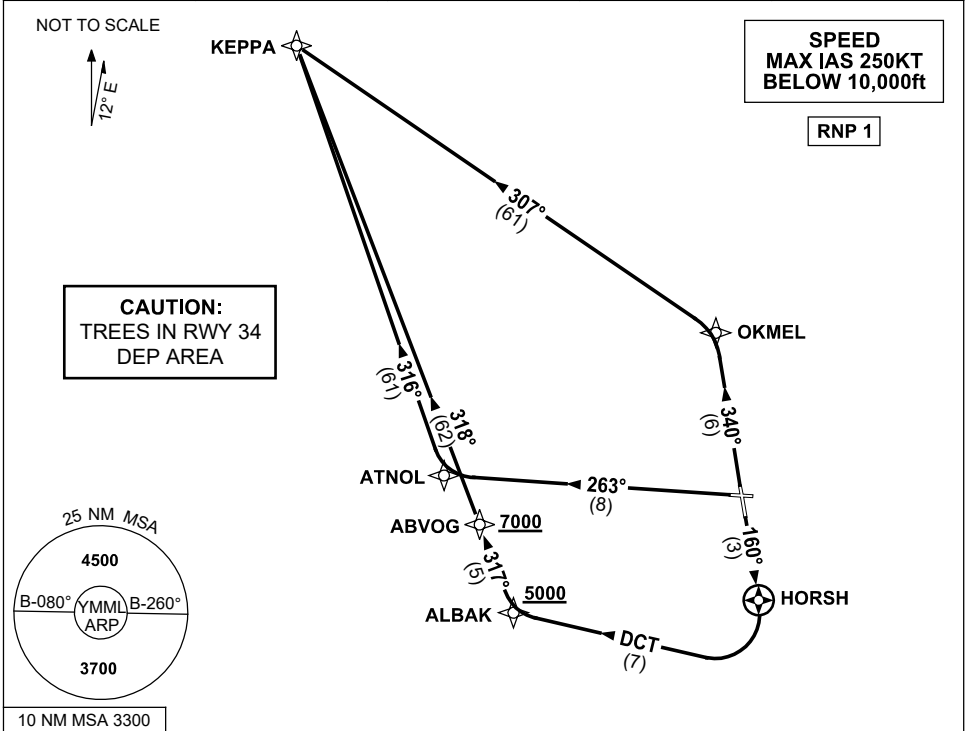 NOT TO SCALE
12° E
KEPPA
SPEED
MAX IAS 250KT
BELOW 10,000ft
RNP 1
307°
(61)
CAUTION:
TREES IN RWY 34
DEP AREA
OKMEL
316°
(61)
318°
(62)
340°
(6)
ATNOL
263°
(8)
ABVOG
7000
160°
(3)
317°
(5)
5000
ALBAK
HORSH
DCT
(7)
25 NM MSA
4500
B-080°
YMML
ARP
B-260°
3700
10 NM MSA 3300